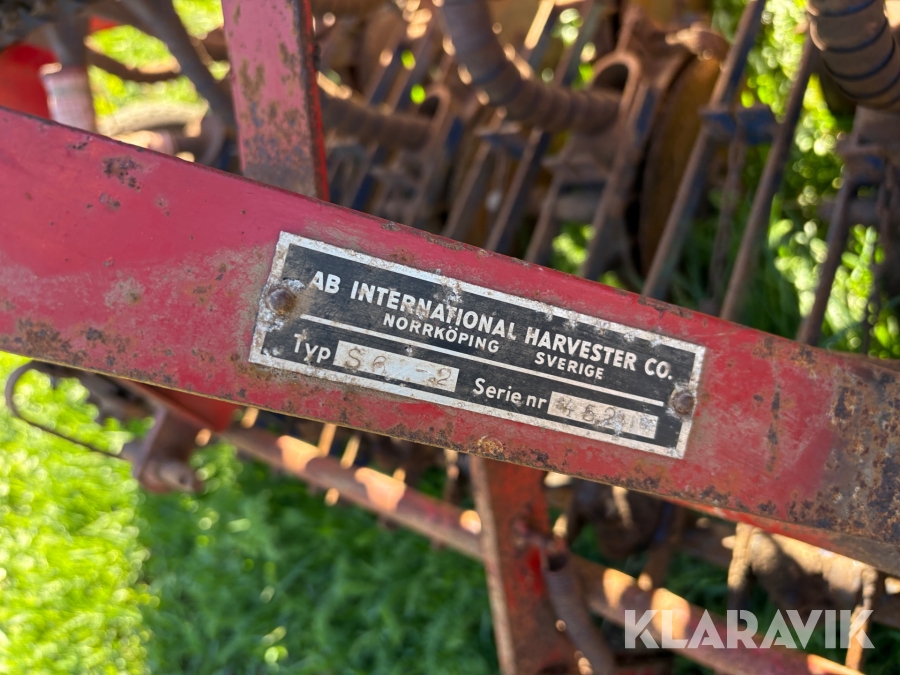 AB INTERNATIONAL HARVESTER CO.
NORRKÖPING SVERIGE
Typ Serie nr
KLARAVIK